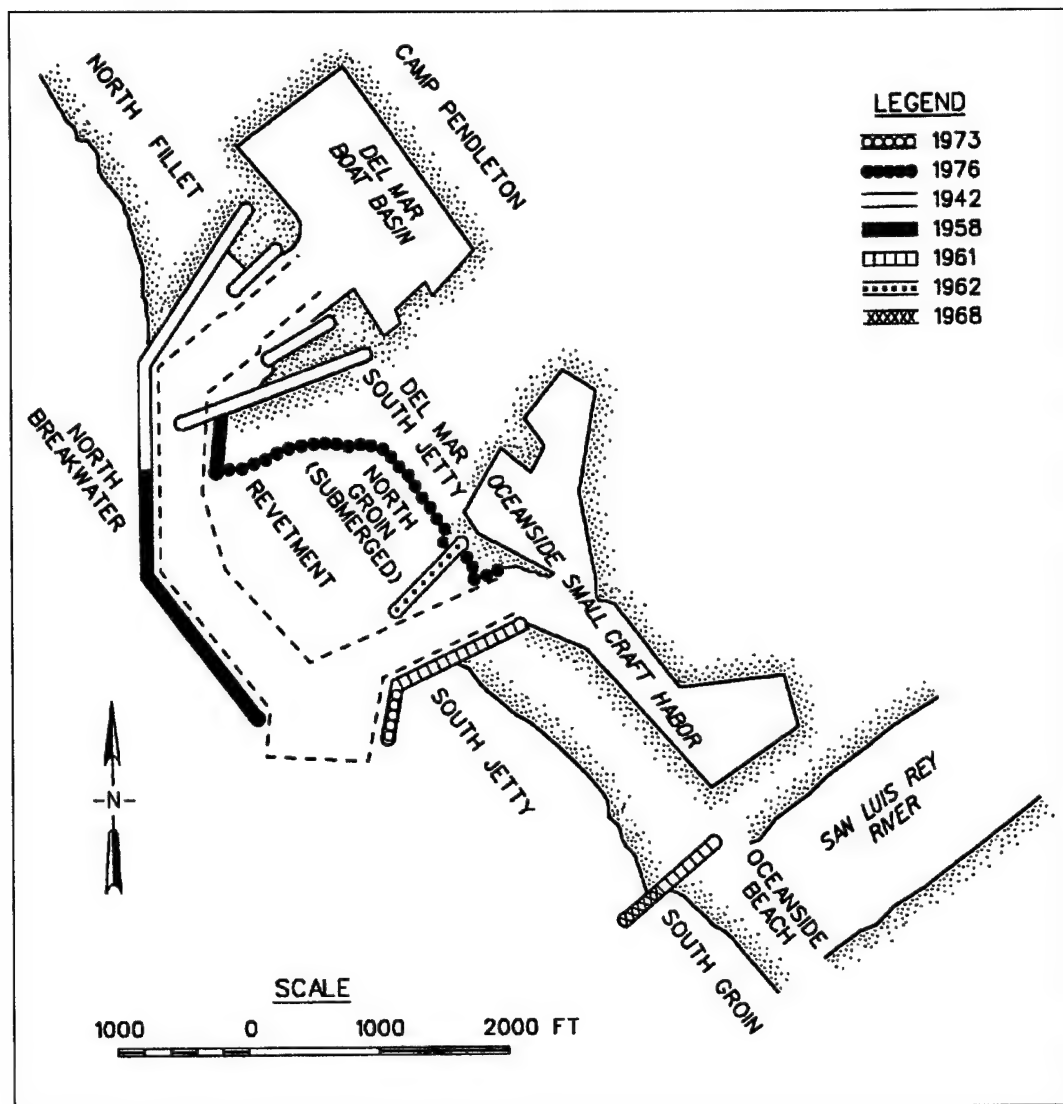 NORTH
FILLET
CAMP PENDLETON
DEL MAR
BOAT BASIN
LEGEND
1973
1976
1942
1958
1961
1962
1968
NORTH
BREAKWATER
DEL MAR
SOUTH JETTY
REVETMENT
NORTH
GROIN
(SUBMERGED)
OCEANSIDE SMALL CRAFT HABOR
SOUTH JETTY
-N-
SAN LUIS REY
RIVER
OCEANSIDE
BEACH
SOUTH GROIN
SCALE
1000 0 1000 2000 FT